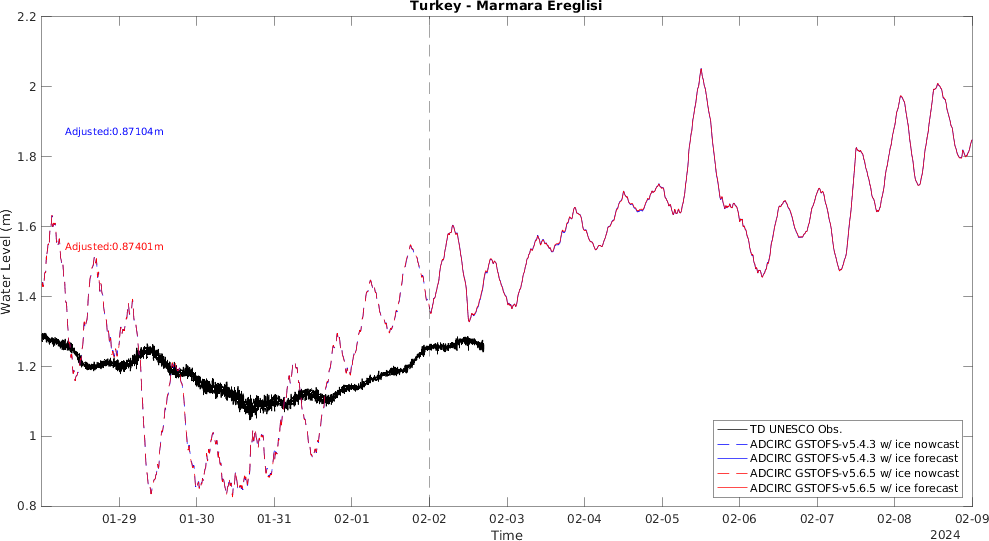 Turkey - Marmara Ereglisi
Water Level (m)
2.2
2
1.8
1.6
1.4
1.2
1
0.8
Adjusted:0.87104m
Adjusted:0.87401m
TD UNESCO Obs.
ADCIRC GSTOFS-v5.4.3 w/ ice nowcast
ADCIRC GSTOFS-v5.4.3 w/ ice forecast
ADCIRC GSTOFS-v5.6.5 w/ ice nowcast
ADCIRC GSTOFS-v5.6.5 w/ ice forecast
01-29 01-30 01-31 02-01 02-02 02-03 02-04 02-05 02-06 02-07 02-08 02-09
Time
2024